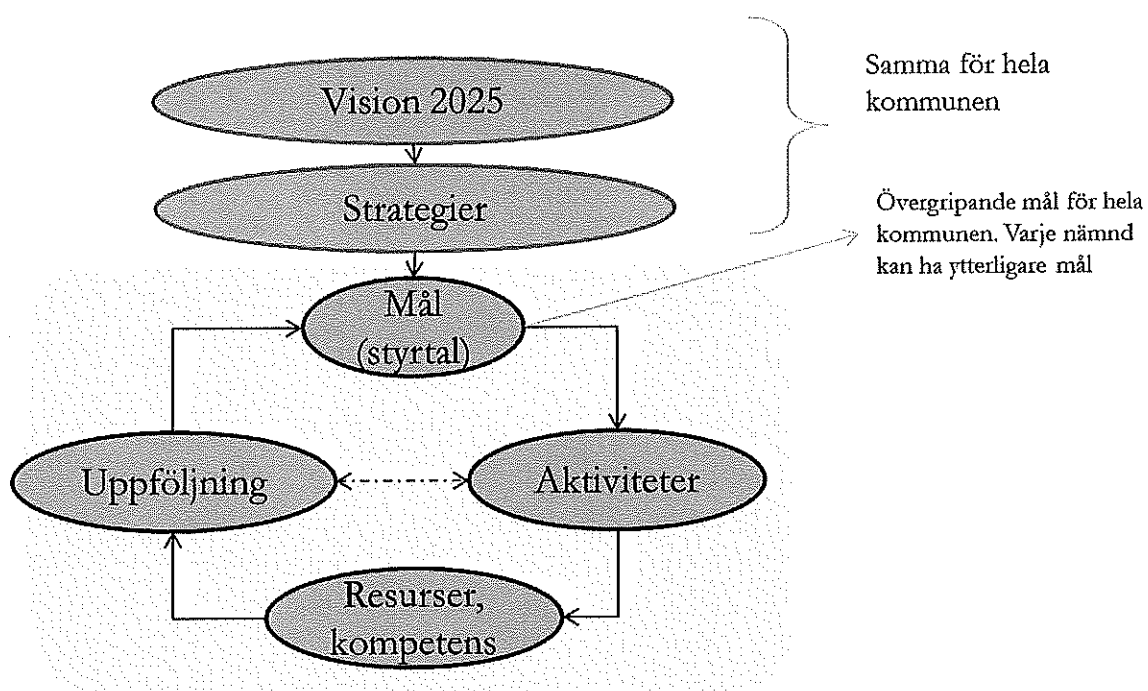 Vision 2025
Samma för hela
kommunen
Strategier
Övergripande mål för hela
kommunen. Varje nämnd
kan ha ytterligare mål
Mål
(styrtal)
Uppföljning
Aktiviteter
Resurser,
kompetens